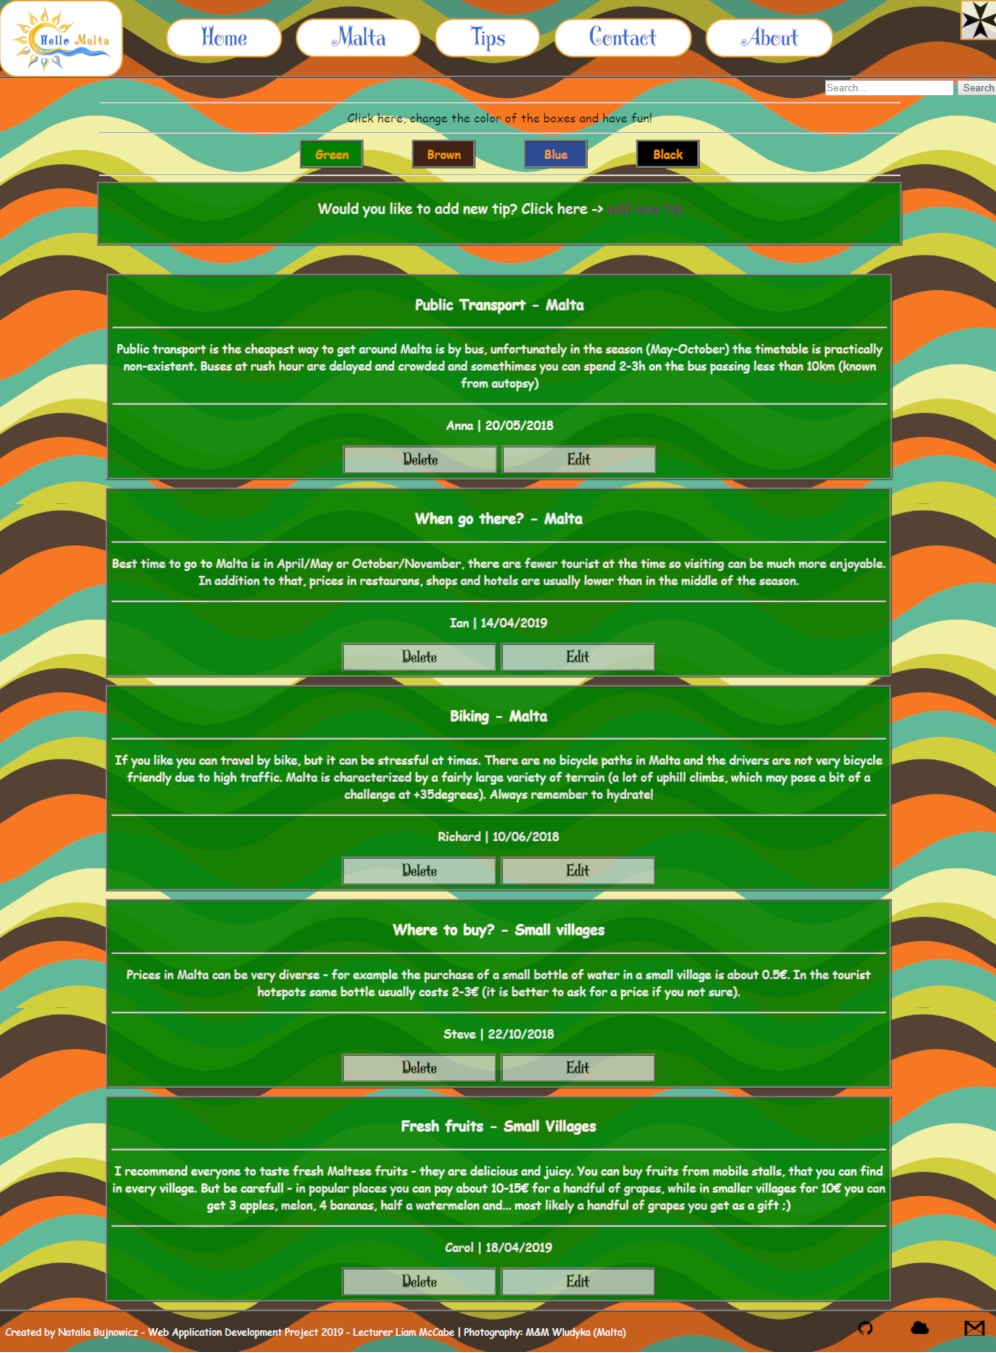 Hello Malta
Home
Malta
Tips
Contact
About
Search...
Search
Click here, change the color of the boxes and have fun!
Green
Brown
Blue
Black
Would you like to add new tip? Click here -> add new tip
Public Transport - Malta
Public transport is the cheapest way to get around Malta is by bus, unfortunately in the season (May-October) the timetable is practically
non-existent. Buses at rush hour are delayed and crowded and somethimes you can spend 2-3h on the bus passing less than 10km (known
from autopsy)
Anna | 20/05/2018
Delete
Edit
When go there? - Malta
Best time to go to Malta is in April/May or October/November, there are fewer tourist at the time so visiting can be much more enjoyable.
In addition to that, prices in restaurans, shops and hotels are usually lower than in the middle of the season.
Ian | 14/04/2019
Delete
Edit
Biking - Malta
If you like you can travel by bike, but it can be stressful at times. There are no bicycle paths in Malta and the drivers are not very bicycle
friendly due to high traffic. Malta is characterized by a fairly large variety of terrain (a lot of uphill climbs, which may pose a bit of a
challenge at +35degrees). Always remember to hydrate!
Richard | 10/06/2018
Delete
Edit
Where to buy? - Small villages
Prices in Malta can be very diverse - for example the purchase of a small bottle of water in a small village is about 0.5€. In the tourist
hotspots same bottle usually costs 2-3€ (it is better to ask for a price if you not sure).
Steve | 22/10/2018
Delete
Edit
Fresh fruits - Small Villages
I recommend everyone to taste fresh Maltese fruits - they are delicious and juicy. You can buy fruits from mobile stalls, that you can find
in every village. But be carefull - in popular places you can pay about 10-15€ for a handful of grapes, while in smaller villages for 10€ you can
get 3 apples, melon, 4 bananas, half a watermelon and... most likely a handful of grapes you get as a gift ;)
Carol | 18/04/2019
Delete
Edit
Created by Natalia Bujnowicz - Web Application Development Project 2019 - Lecturer Liam McCabe | Photography: M&M Wludyka (Malta)